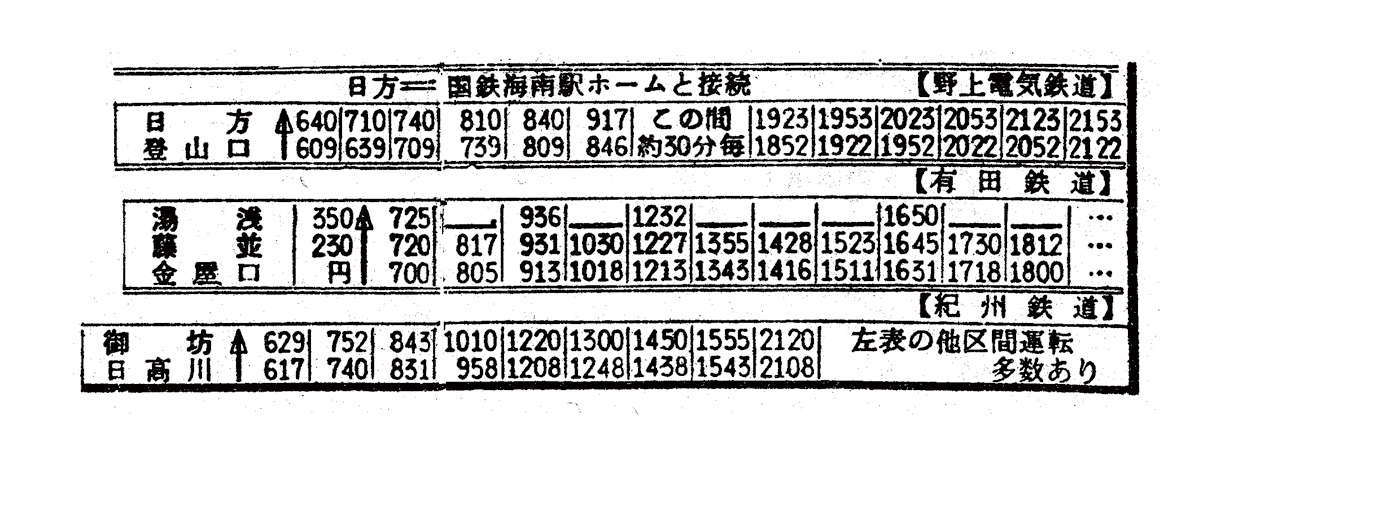 日方══国鉄海南駅ホームと接続 【野上電気鉄道】
日方 640 710 740 810 840 917 この間 1923 1953 2023 2053 2123 2153
登山口 609 639 709 739 809 846 約30分毎 1852 1922 1952 2022 2052 2122
【有田鉄道】
湯浅 350 725 ── 936 ── 1232 ── ── ── 1650 ── ── …
藤並 230 720 817 931 1030 1227 1355 1428 1523 1645 1730 1812 …
金屋口 円 700 805 913 1018 1213 1343 1416 1511 1631 1718 1800 …
【紀州鉄道】
御坊 629 752 843 1010 1220 1300 1450 1555 2120 左表の他区間運転
日高川 617 740 831 958 1208 1248 1438 1543 2108 多数あり